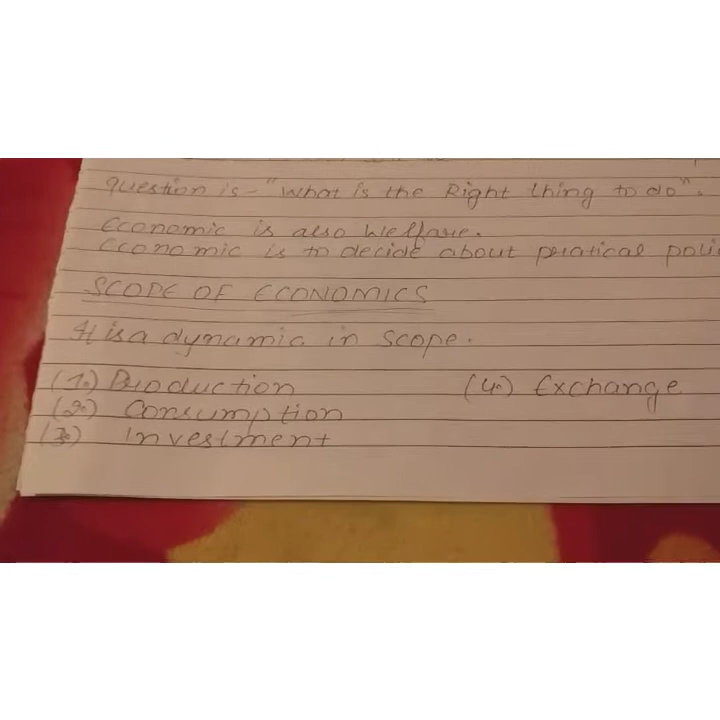 question is - "What is the Right thing to do".
Economic is also Welfare.
Economic is to decide about pratical poli
SCOPE OF ECONOMICS
It is a dynamic in scope.
(1.) Production (4.) Exchange
(2.) Consumption
(3.) Investment